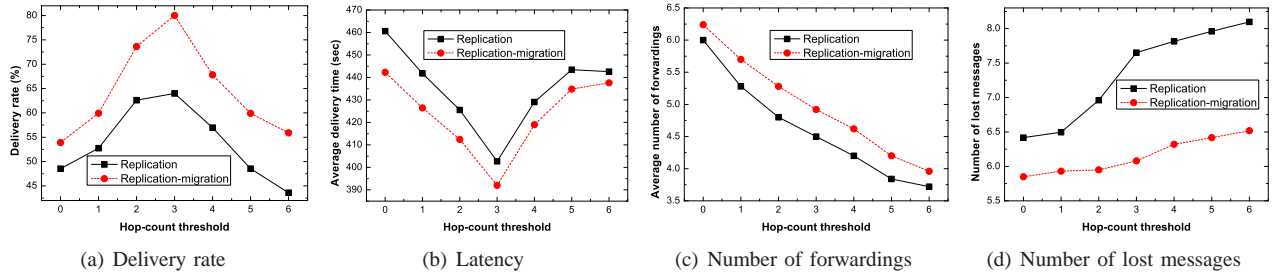 80
75
70
65
60
55
50
45
Delivery rate (%)
Replication
Replication-migration
0 1 2 3 4 5 6
Hop-count threshold
(a) Delivery rate
470
460
450
440
430
420
410
400
390
Average delivery time (sec)
Replication
Replication-migration
0 1 2 3 4 5 6
Hop-count threshold
(b) Latency
6.5
6.0
5.5
5.0
4.5
4.0
3.5
Average number of forwardings
Replication
Replication-migration
0 1 2 3 4 5 6
Hop-count threshold
(c) Number of forwardings
8.0
7.5
7.0
6.5
6.0
5.5
Number of lost messages
Replication
Replication-migration
0 1 2 3 4 5 6
Hop-count threshold
(d) Number of lost messages